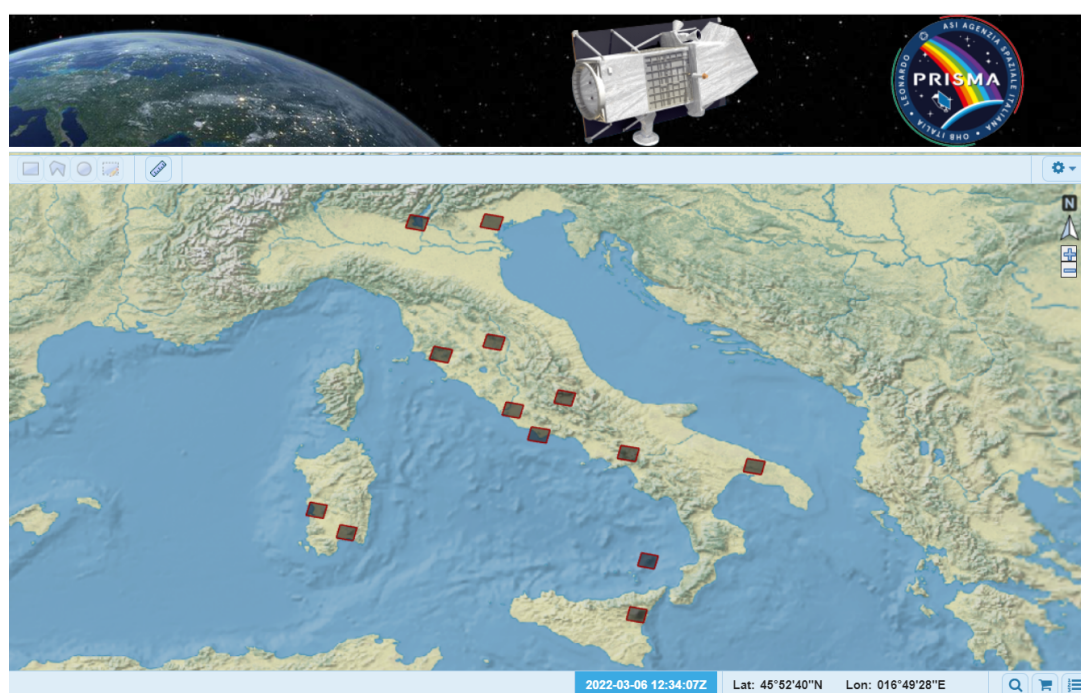 ASI AGENZIA SPAZIALE ITALIANA • OHB ITALIA • LEONARDO
PRISMA
N
2022-03-06 12:34:07Z Lat: 45°52'40"N Lon: 016°49'28"E